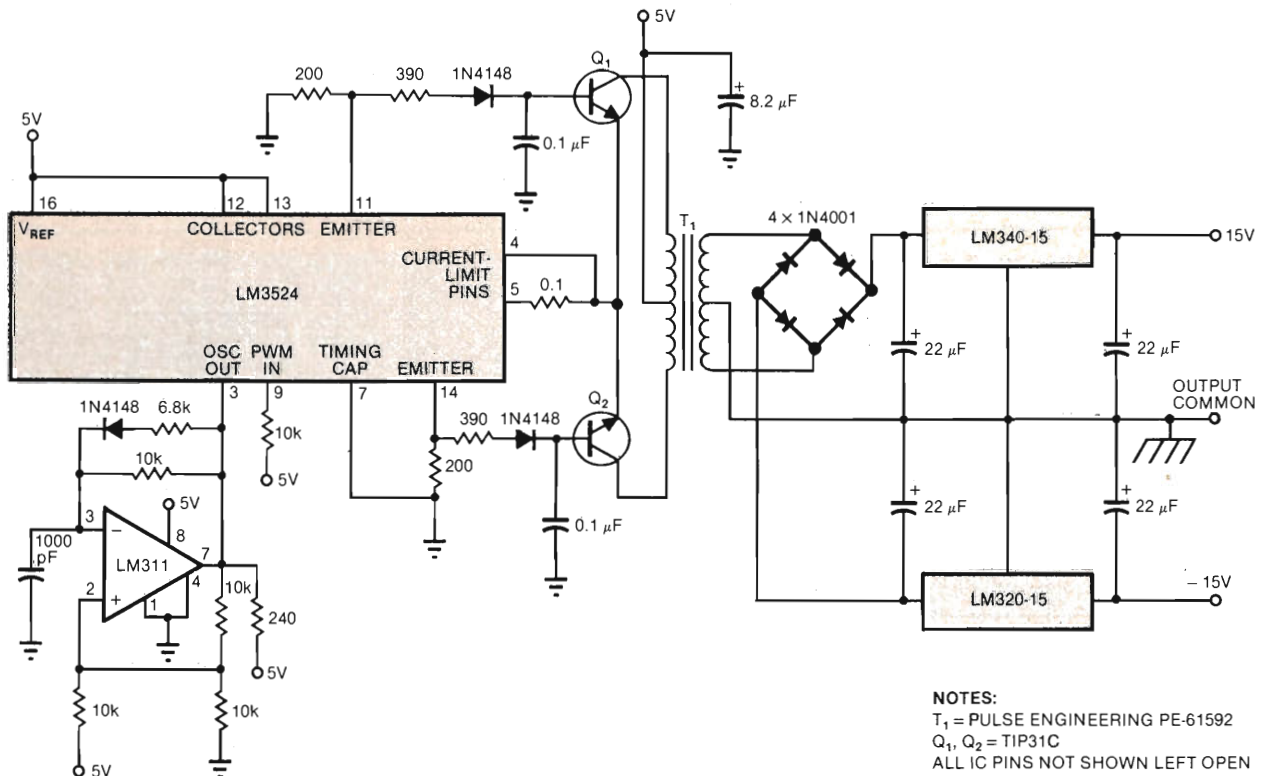 5V
Q1
200
390
1N4148
+
8.2 μF
0.1 μF
5V
16
12
13
11
VREF
COLLECTORS
EMITTER
4
CURRENT-
LIMIT
PINS
LM3524
5
0.1
OSC
OUT
PWM
IN
TIMING
CAP
EMITTER
3
9
7
14
T1
4 × 1N4001
LM340-15
15V
+
22 μF
+
22 μF
OUTPUT
COMMON
1N4148
6.8k
10k
10k
5V
390
1N4148
Q2
200
0.1 μF
+
22 μF
+
22 μF
5V
3
−
8
1000
pF
LM311
7
4
2
+
1
10k
240
5V
10k
10k
5V
LM320-15
− 15V
NOTES:
T1 = PULSE ENGINEERING PE-61592
Q1, Q2 = TIP31C
ALL IC PINS NOT SHOWN LEFT OPEN